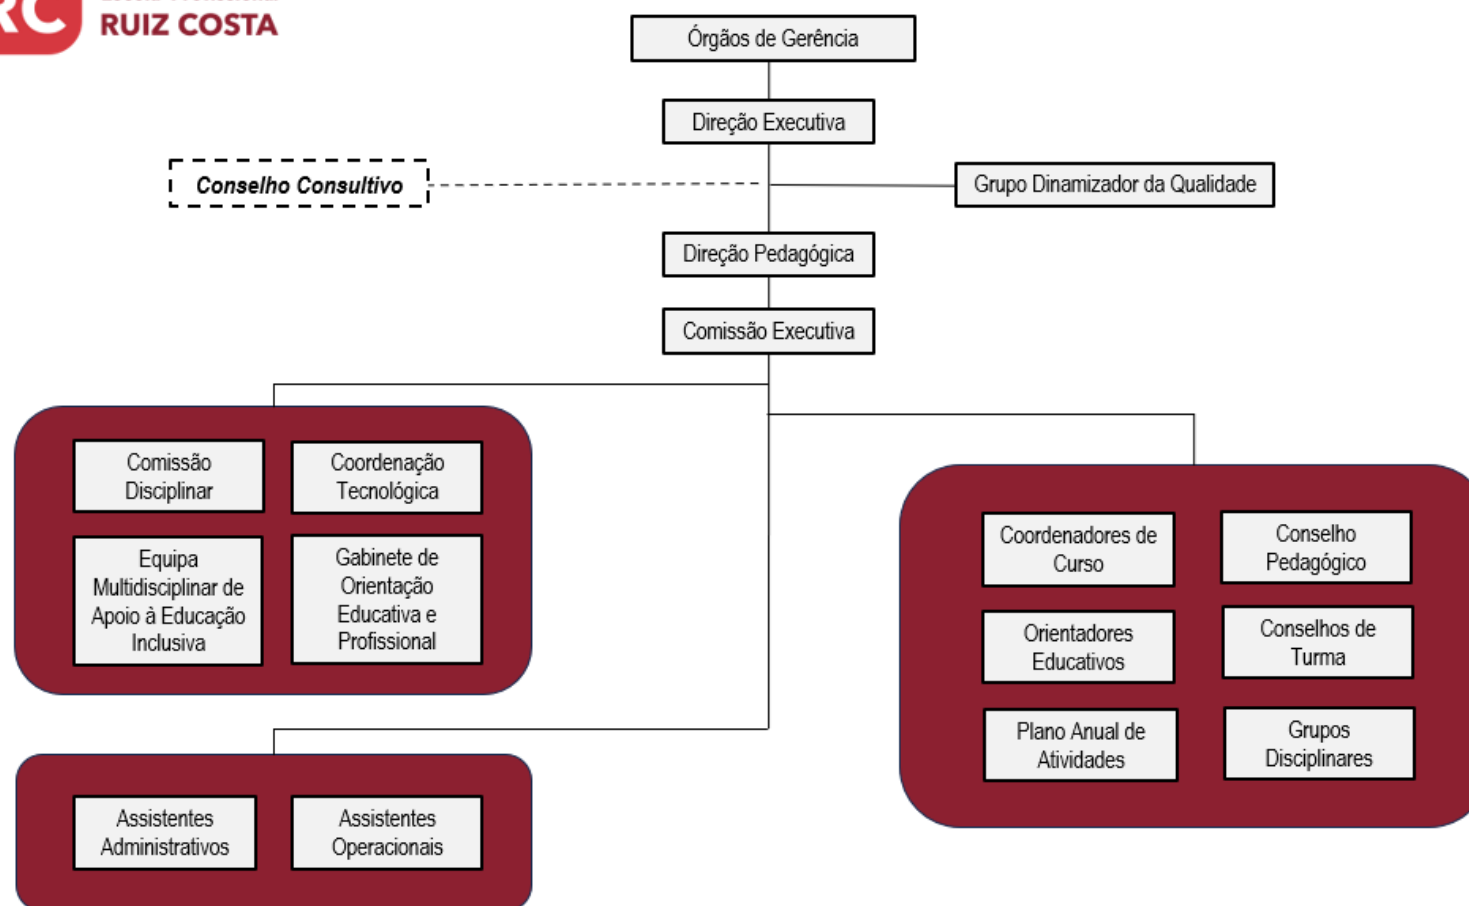 RC
RUIZ COSTA
Órgãos de Gerência
Direção Executiva
Conselho Consultivo
Grupo Dinamizador da Qualidade
Direção Pedagógica
Comissão Executiva
Comissão
Disciplinar
Coordenação
Tecnológica
Equipa
Multidisciplinar de
Apoio à Educação
Inclusiva
Gabinete de
Orientação
Educativa e
Profissional
Coordenadores de
Curso
Conselho
Pedagógico
Orientadores
Educativos
Conselhos de
Turma
Plano Anual de
Atividades
Grupos
Disciplinares
Assistentes
Administrativos
Assistentes
Operacionais